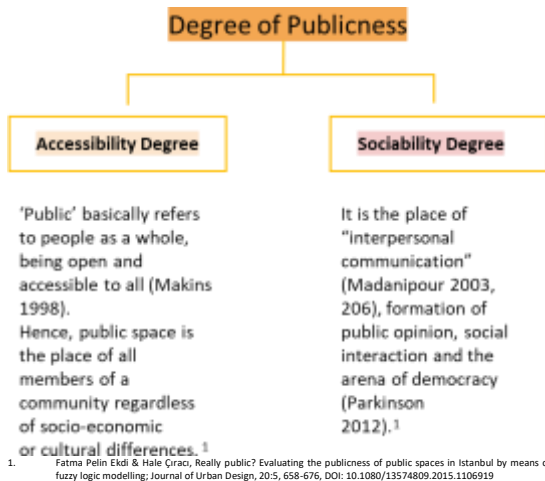 Degree of Publicness
Accessibility Degree
Sociability Degree
'Public' basically refers
to people as a whole,
being open and
accessible to all (Makins
1998).
Hence, public space is
the place of all
members of a
community regardless
of socio-economic
or cultural differences. 1
It is the place of
"interpersonal
communication"
(Madanipour 2003,
206), formation of
public opinion, social
interaction and the
arena of democracy
(Parkinson
2012).1
1. Fatma Pelin Ekdi & Hale Çıracı, Really public? Evaluating the publicness of public spaces in Istanbul by means
fuzzy logic modelling; Journal of Urban Design, 20:5, 658-676, DOI: 10.1080/13574809.2015.1106919